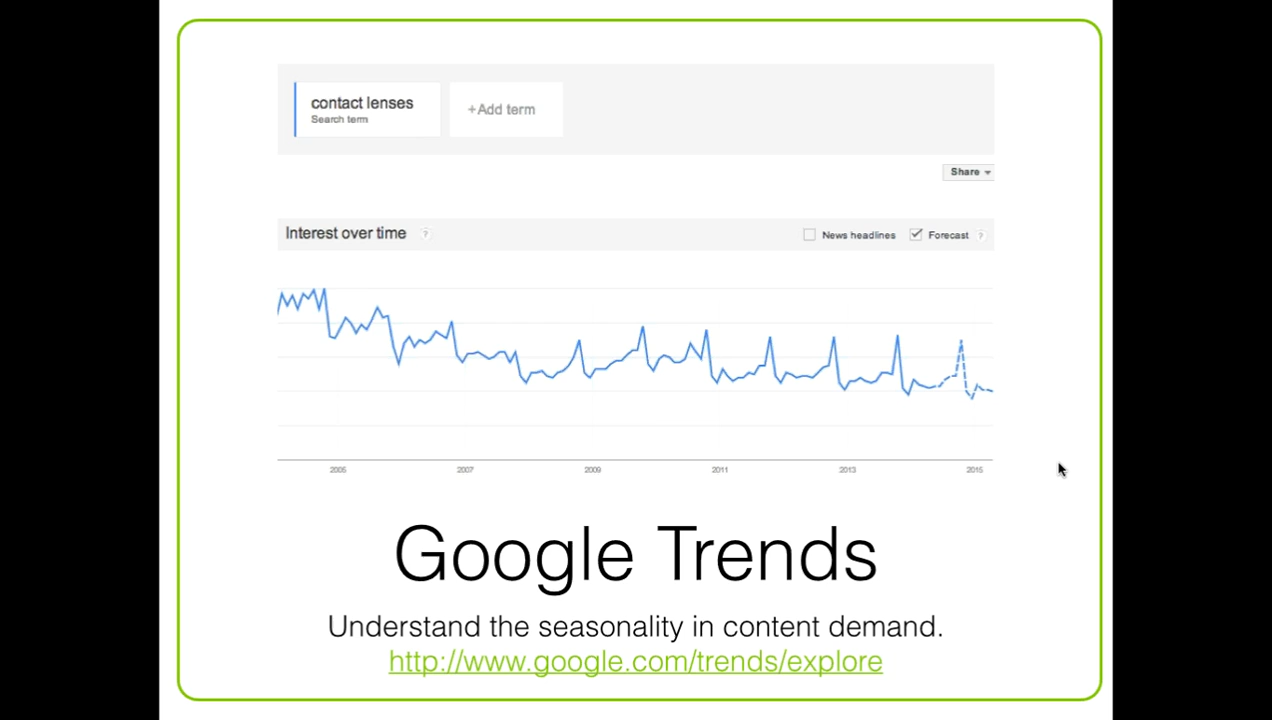 contact lenses
Search term
+Add term
Share
Interest over time ?
News headlines
Forecast ?
2005 2007 2009 2011 2013 2015
Google Trends
Understand the seasonality in content demand.
http://www.google.com/trends/explore